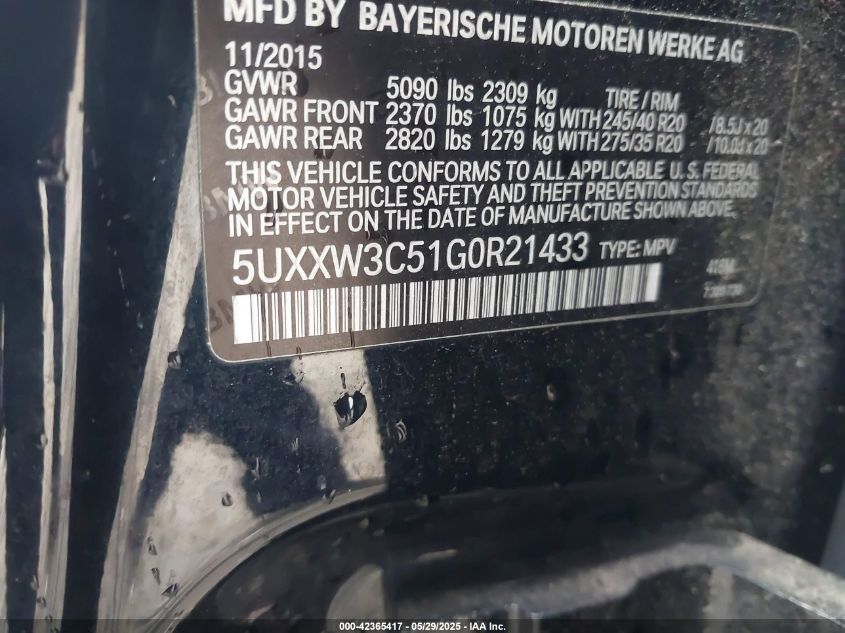 MFD BY BAYERISCHE MOTOREN WERKE AG
11/2015
GVWR 5090 lbs 2309 kg TIRE / RIM
GAWR FRONT 2370 lbs 1075 kg WITH 245/40 R20 /8.5J x 20
GAWR REAR 2820 lbs 1279 kg WITH 275/35 R20 /10.0J x 20
THIS VEHICLE CONFORMS TO ALL APPLICABLE U.S. FEDERAL
MOTOR VEHICLE SAFETY AND THEFT PREVENTION STANDARDS
IN EFFECT ON THE DATE OF MANUFACTURE SHOWN ABOVE.
5UXXW3C51G0R21433 TYPE: MPV
000-42365417 - 05/29/2025 - IAA Inc.